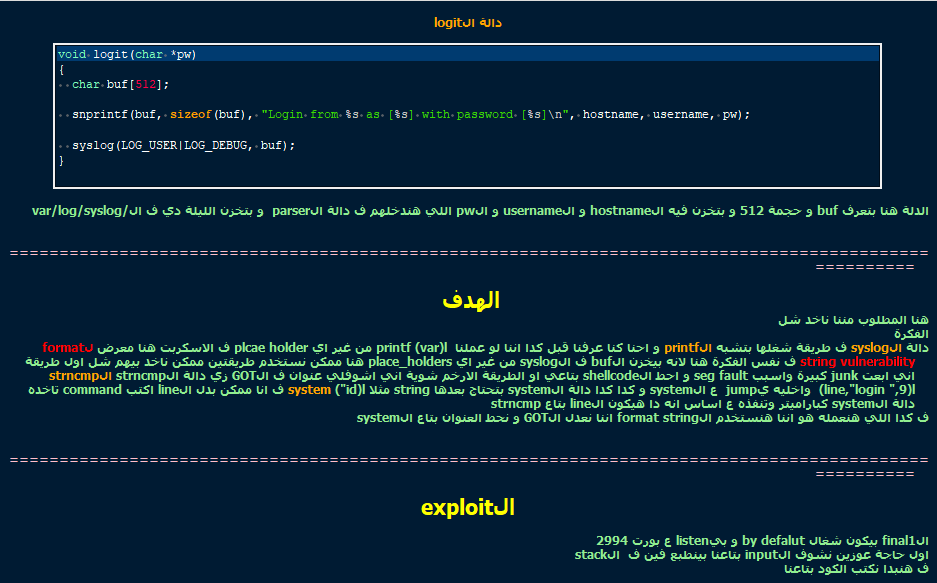 دالة الlogit
void logit(char *pw)
{
char buf[512];
snprintf(buf, sizeof(buf), "Login from %s as [%s] with password [%s]\n", hostname, username, pw);
syslog(LOG_USER|LOG_DEBUG, buf);
}
الدلة هنا بتعرف buf و حجمة 512 و بتخزن فيه الhostname و الusername و الpw اللي هندخلهم ف دالة الparser و بتخزن الليلة دي ف ال/var/log/syslog
==========================================================================================
==========
الهدف
هنا المطلوب مننا ناخد شل
الفكرة
دالة الsyslog ف طريقة شغلها بتشبه الprintf و احنا كنا عرفنا قبل كدا اننا لو عملنا printf (var)ا من غير اي plcae holder ف الاسكربت هنا معرض لformat
string vulnerability ف نفس الفكرة هنا لانه بيخزن الbuf ف الsyslog من غير اي place_holders هنا ممكن نستخدم طريقتين ممكن ناخد بيهم شل اول طريقة
اني ابعت junk كبيرة واسبب seg fault و احط الshellcode بتاعي او الطريقة الارخم شوية اني اشوفلي عنوان ف الGOT زي دالة الstrncmp الstrncmp
ا(line,"login ",9) واخليه يjump ع الsystem و كدا كدا دالة الsystem بتحتاج بعدها string مثلا ا(system ("id ف انا ممكن بدل الline اكتب command تاخده
دالة الsystem كباراميتر وتنفذه ع اساس انه دا هيكون الline بتاع strncmp
ف كدا اللي هنعمله هو اننا هنستخدم الformat string اننا نعدل الGOT و نحط العنوان بتاع الsystem
==========================================================================================
==========
الexploit
الfinal1 بيكون شغال by defalut و بيlisten ع بورت 2994
اول حاجة عوزين نشوف الinput بتاعنا بيتطبع فين ف الstack
ف هنبدا نكتب الكود بتاعنا